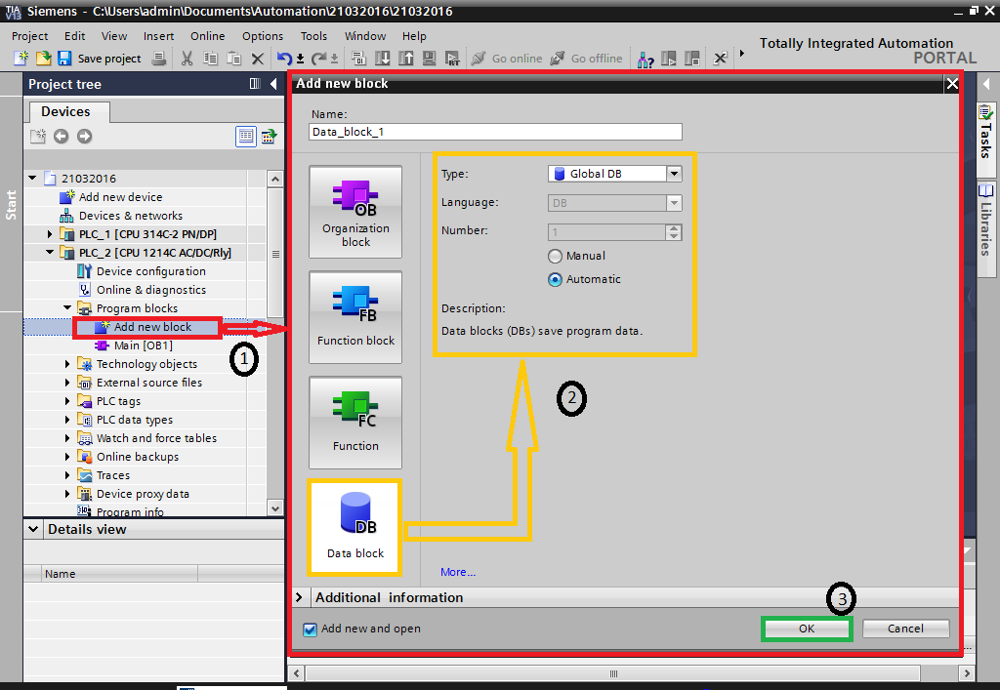 TIA V13 Siemens - C:\Users\admin\Documents\Automation\21032016\21032016
Project Edit View Insert Online Options Tools Window Help
Save project Go online Go offline
Totally Integrated Automation
PORTAL
Start
Project tree
Devices
21032016
Add new device
Devices & networks
PLC_1 [CPU 314C-2 PN/DP]
PLC_2 [CPU 1214C AC/DC/Rly]
Device configuration
Online & diagnostics
Program blocks
Add new block
Main [OB1]
Technology objects
External source files
PLC tags
PLC data types
Watch and force tables
Online backups
Traces
Device proxy data
Program info
Details view
Name
1
Add new block
Name:
Data_block_1
OB
Organization
block
FB
Function block
FC
Function
DB
Data block
Type: Global DB
Language: DB
Number: 1
Manual
Automatic
Description:
Data blocks (DBs) save program data.
2
More...
Additional information
3
Add new and open
OK
Cancel
Tasks
Libraries